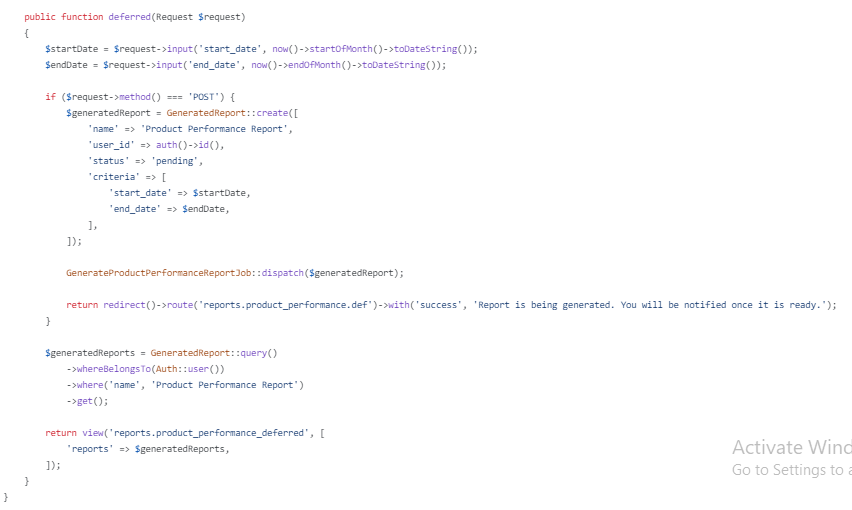 public function deferred(Request $request)
{
$startDate = $request->input('start_date', now()->startOfMonth()->toDateString());
$endDate = $request->input('end_date', now()->endOfMonth()->toDateString());
if ($request->method() === 'POST') {
$generatedReport = GeneratedReport::create([
'name' => 'Product Performance Report',
'user_id' => auth()->id(),
'status' => 'pending',
'criteria' => [
'start_date' => $startDate,
'end_date' => $endDate,
],
]);
GenerateProductPerformanceReportJob::dispatch($generatedReport);
return redirect()->route('reports.product_performance.def')->with('success', 'Report is being generated. You will be notified once it is ready.');
}
$generatedReports = GeneratedReport::query()
->whereBelongsTo(Auth::user())
->where('name', 'Product Performance Report')
->get();
return view('reports.product_performance_deferred', [
'reports' => $generatedReports,
]);
}
}
Activate Wind
Go to Settings to a